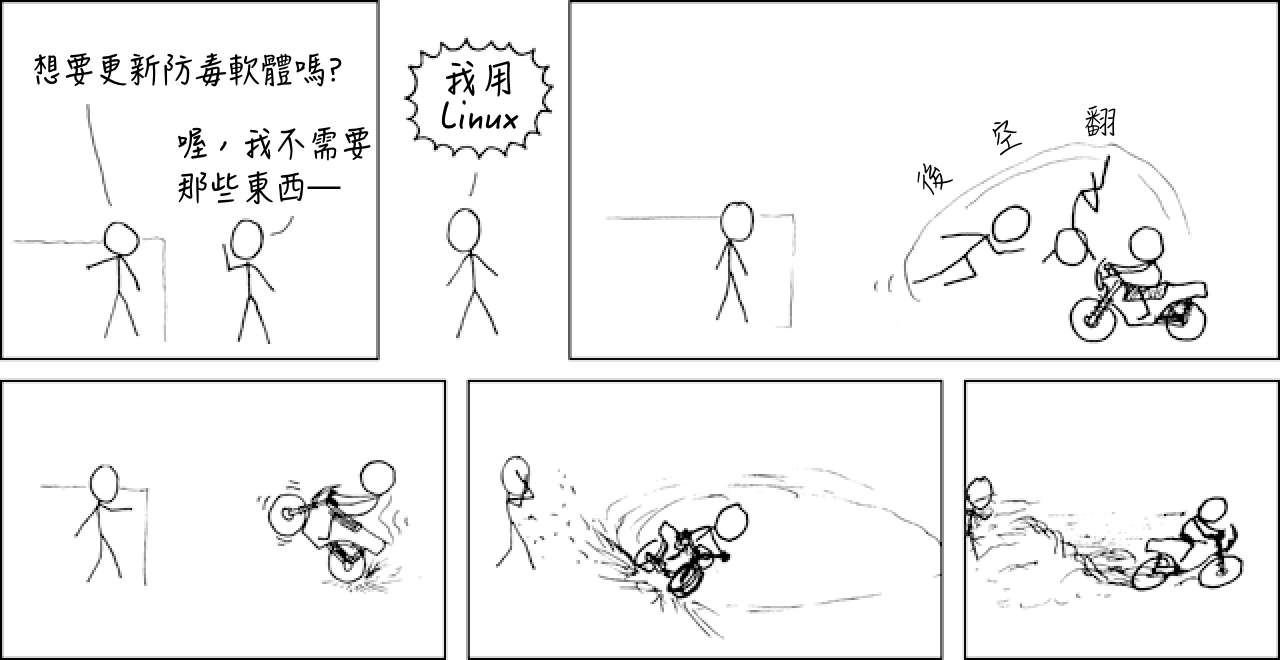 想要更新防毒軟體嗎?
喔，我不需要
那些東西—
我用
Linux
後空翻